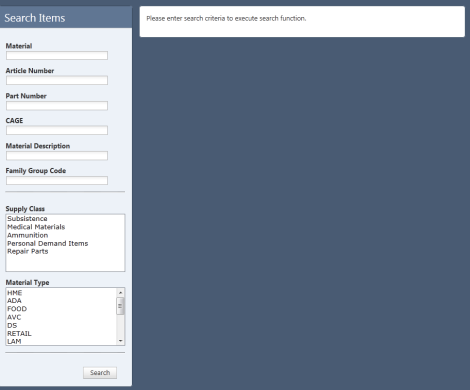 Search Items
Please enter search criteria to execute search function.
Material
Article Number
Part Number
CAGE
Material Description
Family Group Code
Supply Class
Subsistence
Medical Materials
Ammunition
Personal Demand Items
Repair Parts
Material Type
HME
ADA
FOOD
AVC
DS
RETAIL
LAM
Search